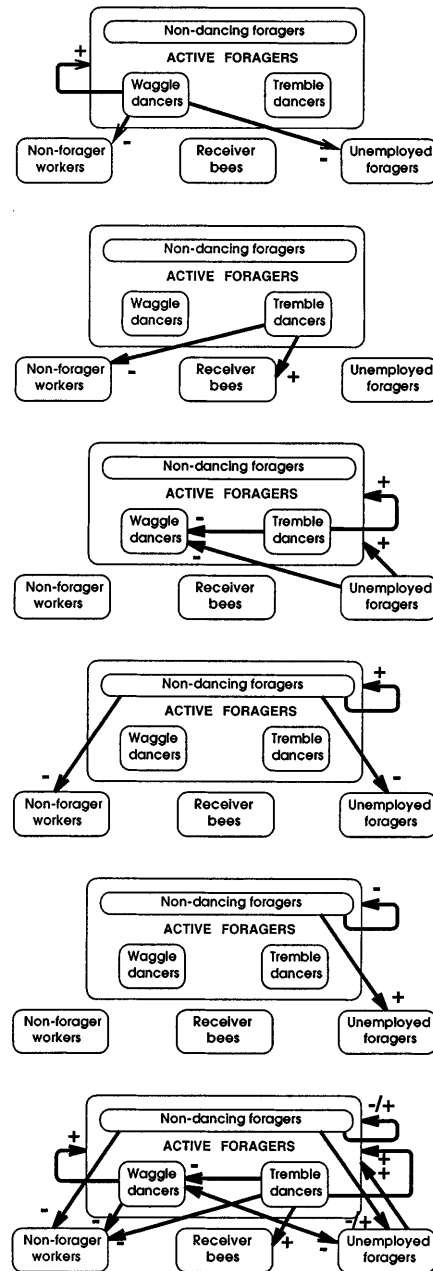 Non-dancing foragers
ACTIVE FORAGERS
+
Waggle dancers
Tremble dancers
-
-
Non-forager workers
Receiver bees
Unemployed foragers
Non-dancing foragers
ACTIVE FORAGERS
Waggle dancers
Tremble dancers
-
+
Non-forager workers
Receiver bees
Unemployed foragers
Non-dancing foragers
+
ACTIVE FORAGERS
Waggle dancers
-
Tremble dancers
+
-
Non-forager workers
Receiver bees
Unemployed foragers
Non-dancing foragers
+
ACTIVE FORAGERS
Waggle dancers
Tremble dancers
-
-
Non-forager workers
Receiver bees
Unemployed foragers
Non-dancing foragers
-
ACTIVE FORAGERS
Waggle dancers
Tremble dancers
+
Non-forager workers
Receiver bees
Unemployed foragers
Non-dancing foragers
-/+
+
ACTIVE FORAGERS
+
+
Waggle dancers
-
Tremble dancers
-
-
-/+
-
+
-
Non-forager workers
Receiver bees
Unemployed foragers